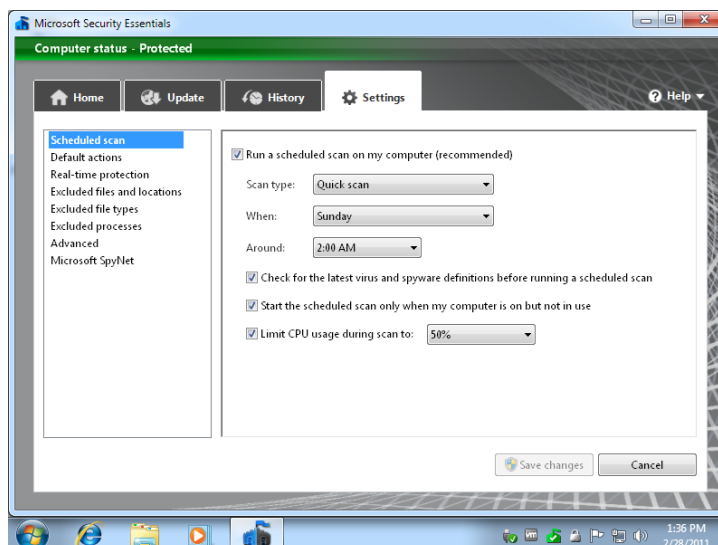 Microsoft Security Essentials
Computer status - Protected
Home
Update
History
Settings
Help
Scheduled scan
Default actions
Real-time protection
Excluded files and locations
Excluded file types
Excluded processes
Advanced
Microsoft SpyNet
Run a scheduled scan on my computer (recommended)
Scan type: Quick scan
When: Sunday
Around: 2:00 AM
Check for the latest virus and spyware definitions before running a scheduled scan
Start the scheduled scan only when my computer is on but not in use
Limit CPU usage during scan to: 50%
Save changes
Cancel
1:36 PM
2/28/2011